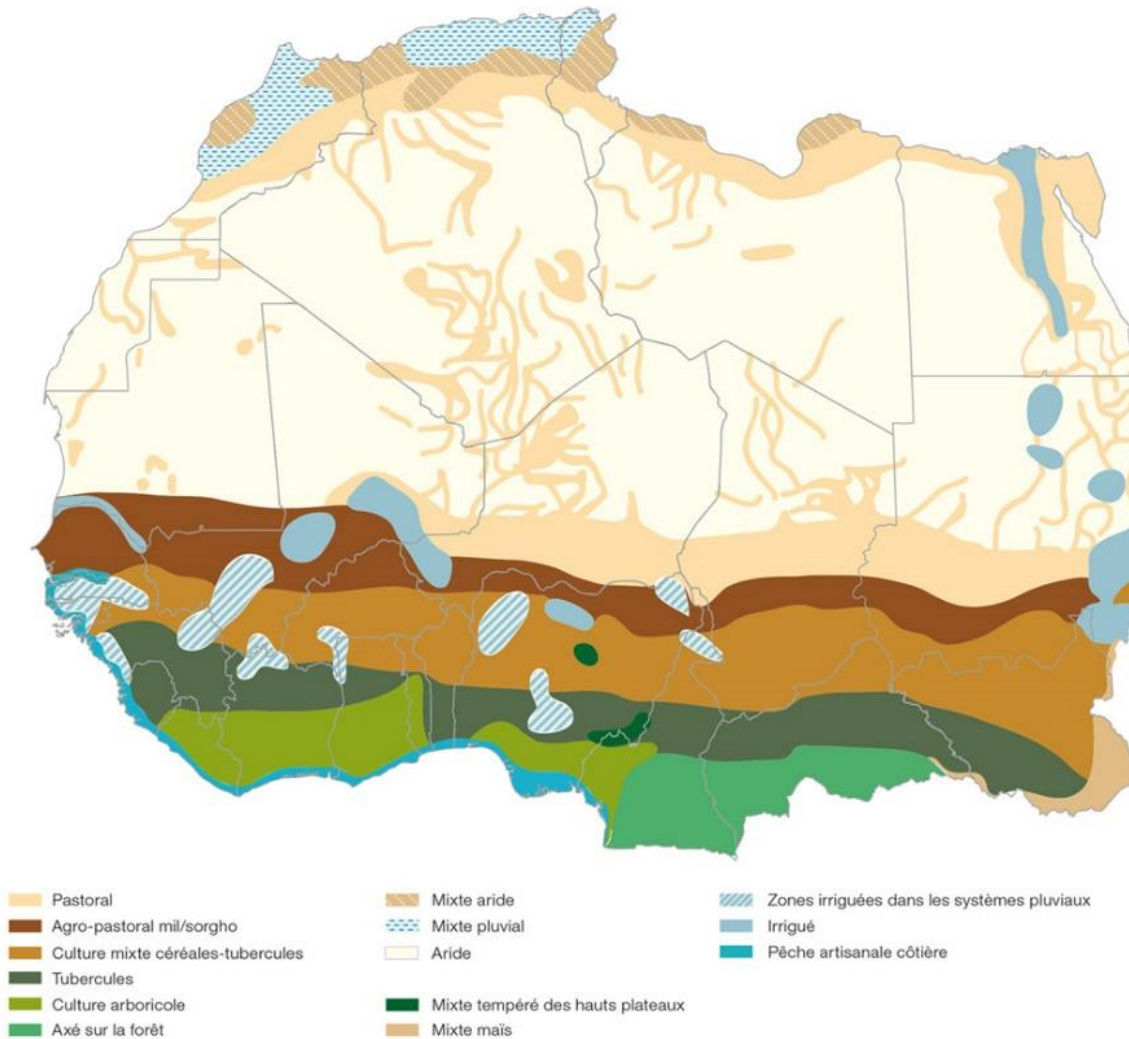 Pastoral
Agro-pastoral mil/sorgho
Culture mixte céréales-tubercules
Tubercules
Culture arboricole
Axé sur la forêt
Mixte aride
Mixte pluvial
Aride
Mixte tempéré des hauts plateaux
Mixte maïs
Zones irriguées dans les systèmes pluviaux
Irrigué
Pêche artisanale côtière